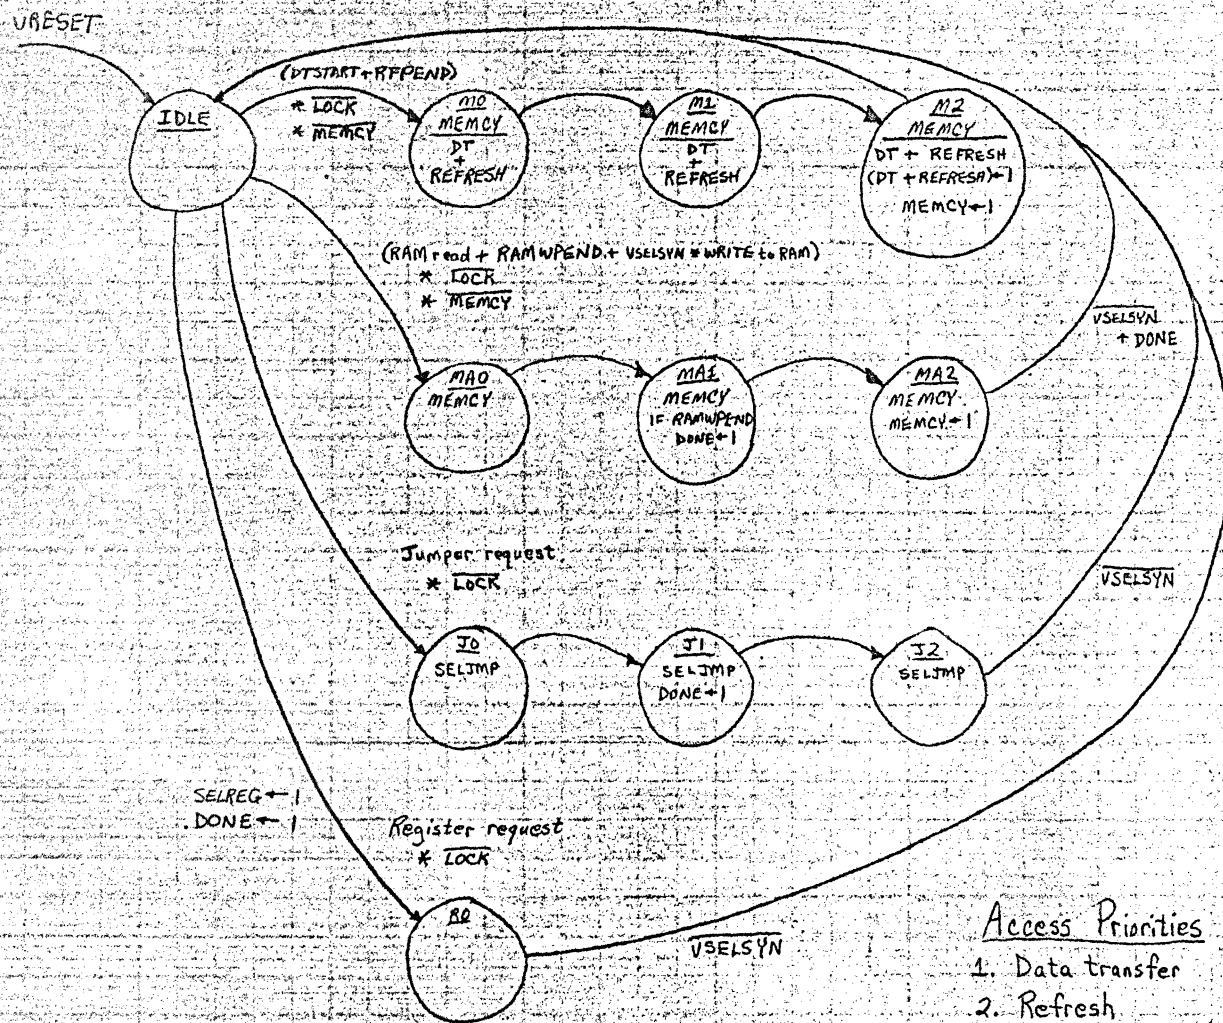 VRESET
IDLE
(DTSTART+RFPEND)
* LOCK
* MEMCY
M0
MEMCY
DT
+
REFRESH
M1
MEMCY
DT
+
REFRESH
M2
MEMCY
DT + REFRESH
(DT + REFRESH)←1
MEMCY←1
(RAM read + RAMWPEND + VSELSYN * WRITE to RAM)
* LOCK
* MEMCY
VSELSYN
+ DONE
MA0
MEMCY
MA1
MEMCY
IF RAMWPEND
DONE←1
MA2
MEMCY
MEMCY←1
Jumper request
* LOCK
VSELSYN
J0
SELJMP
J1
SELJMP
DONE←1
J2
SELJMP
SELREG←1
DONE←1
Register request
* LOCK
R0
VSELSYN
Access Priorities
1. Data transfer
2. Refresh